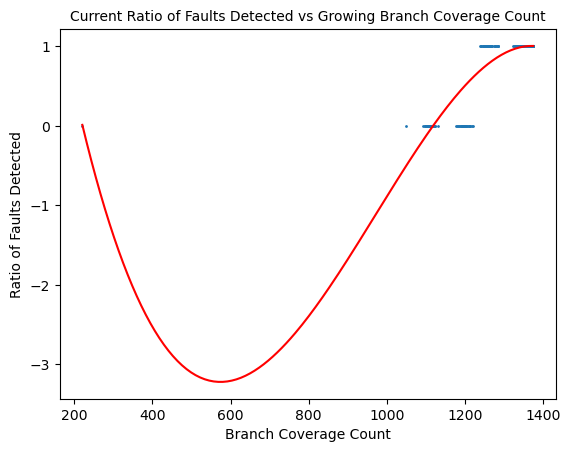 Current Ratio of Faults Detected vs Growing Branch Coverage Count
1
0
−1
−2
−3
Ratio of Faults Detected
200 400 600 800 1000 1200 1400
Branch Coverage Count